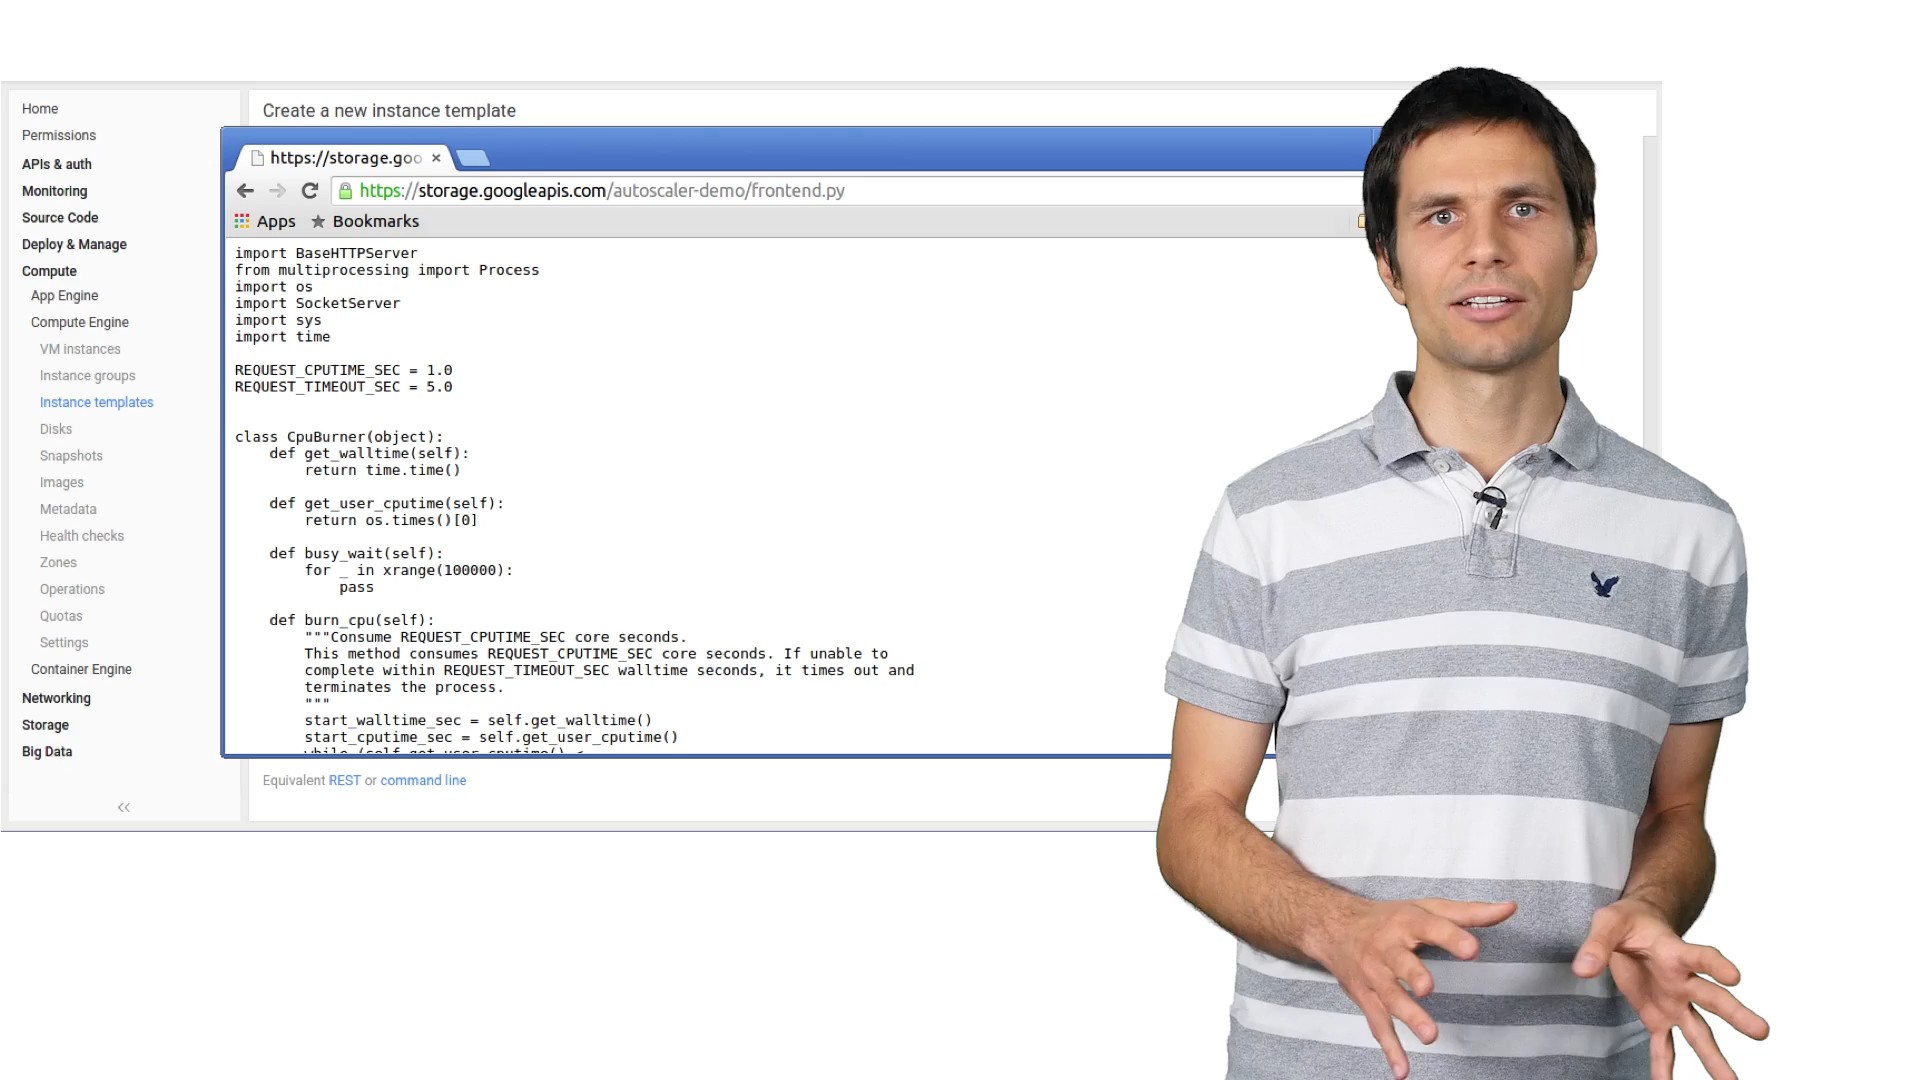 Home
Permissions
APIs & auth
Monitoring
Source Code
Deploy & Manage
Compute
App Engine
Compute Engine
VM instances
Instance groups
Instance templates
Disks
Snapshots
Images
Metadata
Health checks
Zones
Operations
Quotas
Settings
Container Engine
Networking
Storage
Big Data
Create a new instance template
https://storage.goo
https://storage.googleapis.com/autoscaler-demo/frontend.py
Apps Bookmarks
import BaseHTTPServer
from multiprocessing import Process
import os
import SocketServer
import sys
import time
REQUEST_CPUTIME_SEC = 1.0
REQUEST_TIMEOUT_SEC = 5.0
class CpuBurner(object):
def get_walltime(self):
return time.time()
def get_user_cputime(self):
return os.times()[0]
def busy_wait(self):
for _ in xrange(100000):
pass
def burn_cpu(self):
"""Consume REQUEST_CPUTIME_SEC core seconds.
This method consumes REQUEST_CPUTIME_SEC core seconds. If unable to
complete within REQUEST_TIMEOUT_SEC walltime seconds, it times out and
terminates the process.
"""
start_walltime_sec = self.get_walltime()
start_cputime_sec = self.get_user_cputime()
while (self.get_user_cputime() <
Equivalent REST or command line